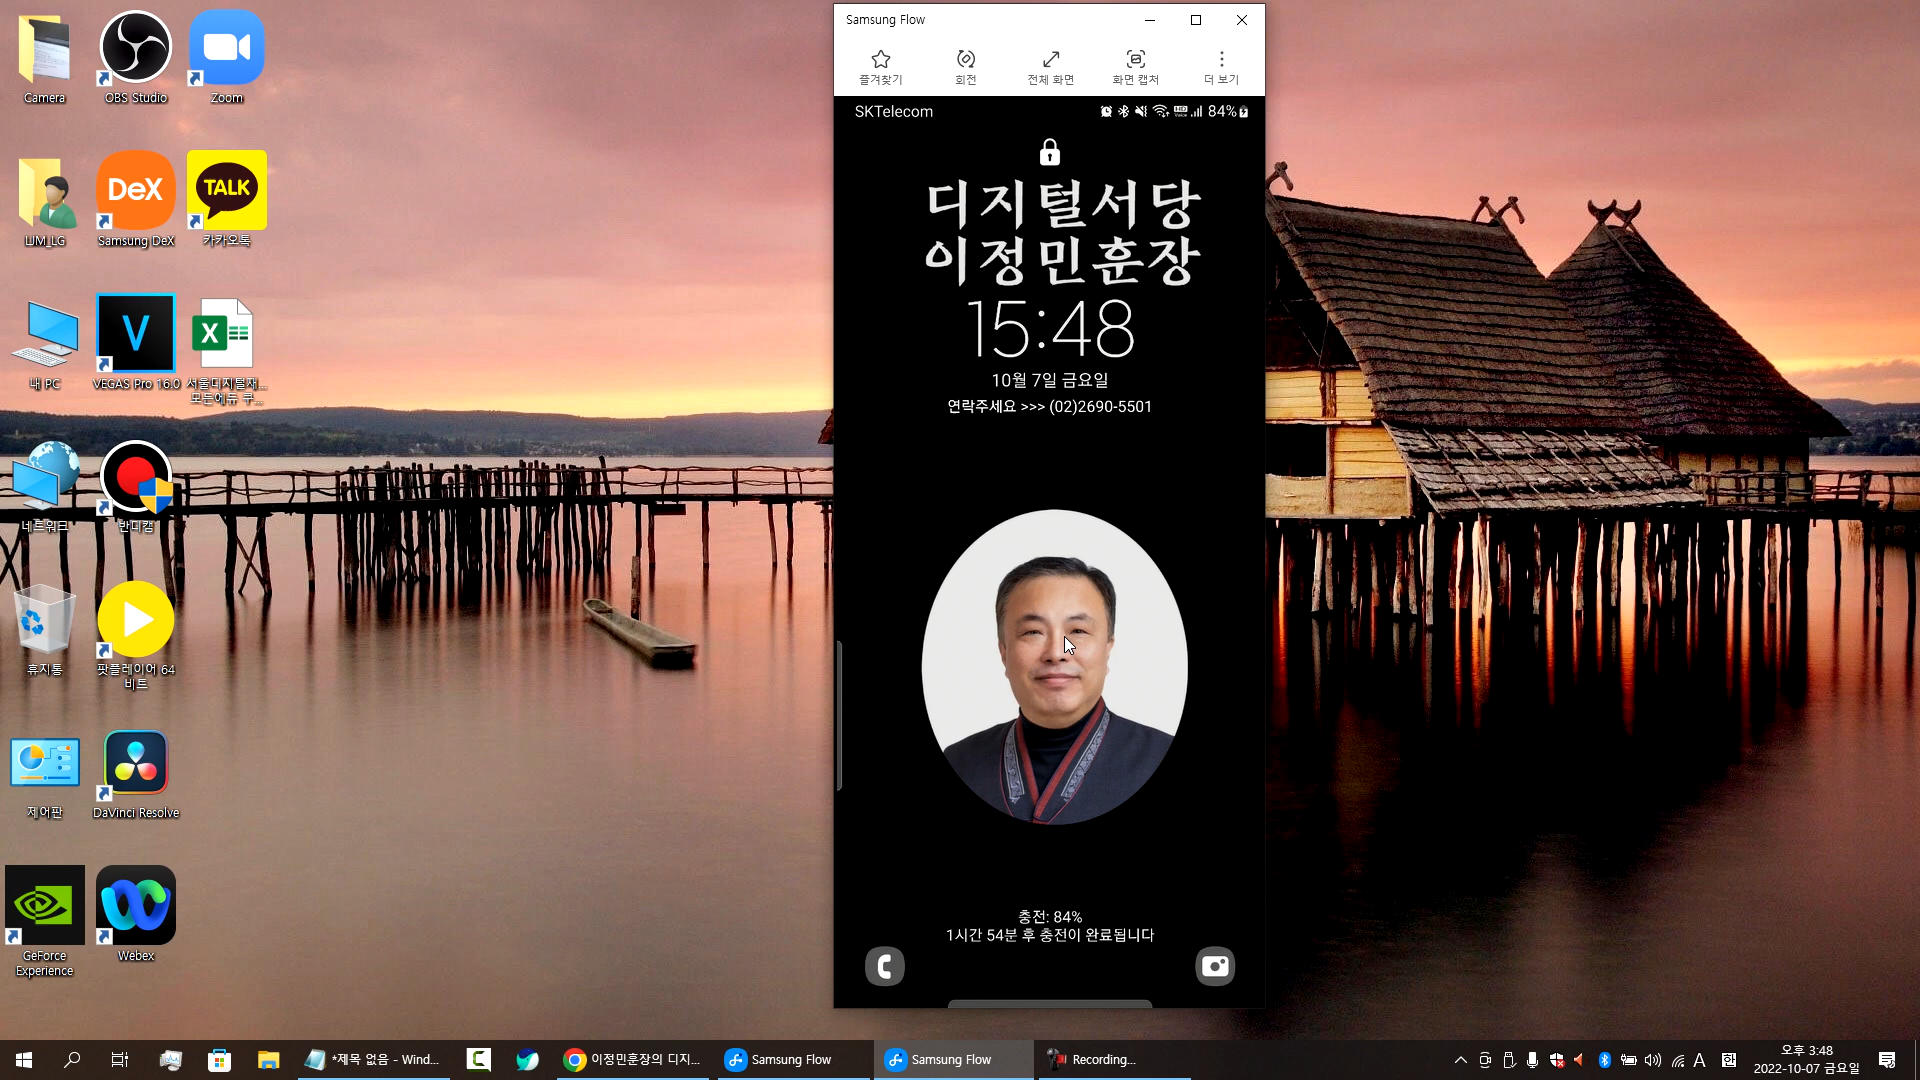 Camera
OBS Studio
Zoom
LJM_LG
DeX
Samsung DeX
TALK
카카오톡
내 PC
V
VEGAS Pro 16.0
X
서울디지털재...
모든에듀 쿠...
네트워크
반디캠
휴지통
팟플레이어 64
비트
제어판
DaVinci Resolve
GeForce
Experience
Webex
Samsung Flow
즐겨찾기
회전
전체 화면
화면 캡처
더 보기
SKTelecom
84%
디지털서당
이정민훈장
15:48
10월 7일 금요일
연락주세요 >>> (02)2690-5501
충전: 84%
1시간 54분 후 충전이 완료됩니다
*제목 없음 - Wind...
이정민훈장의 디지...
Samsung Flow
Samsung Flow
Recording...
A
한
오후 3:48
2022-10-07 금요일